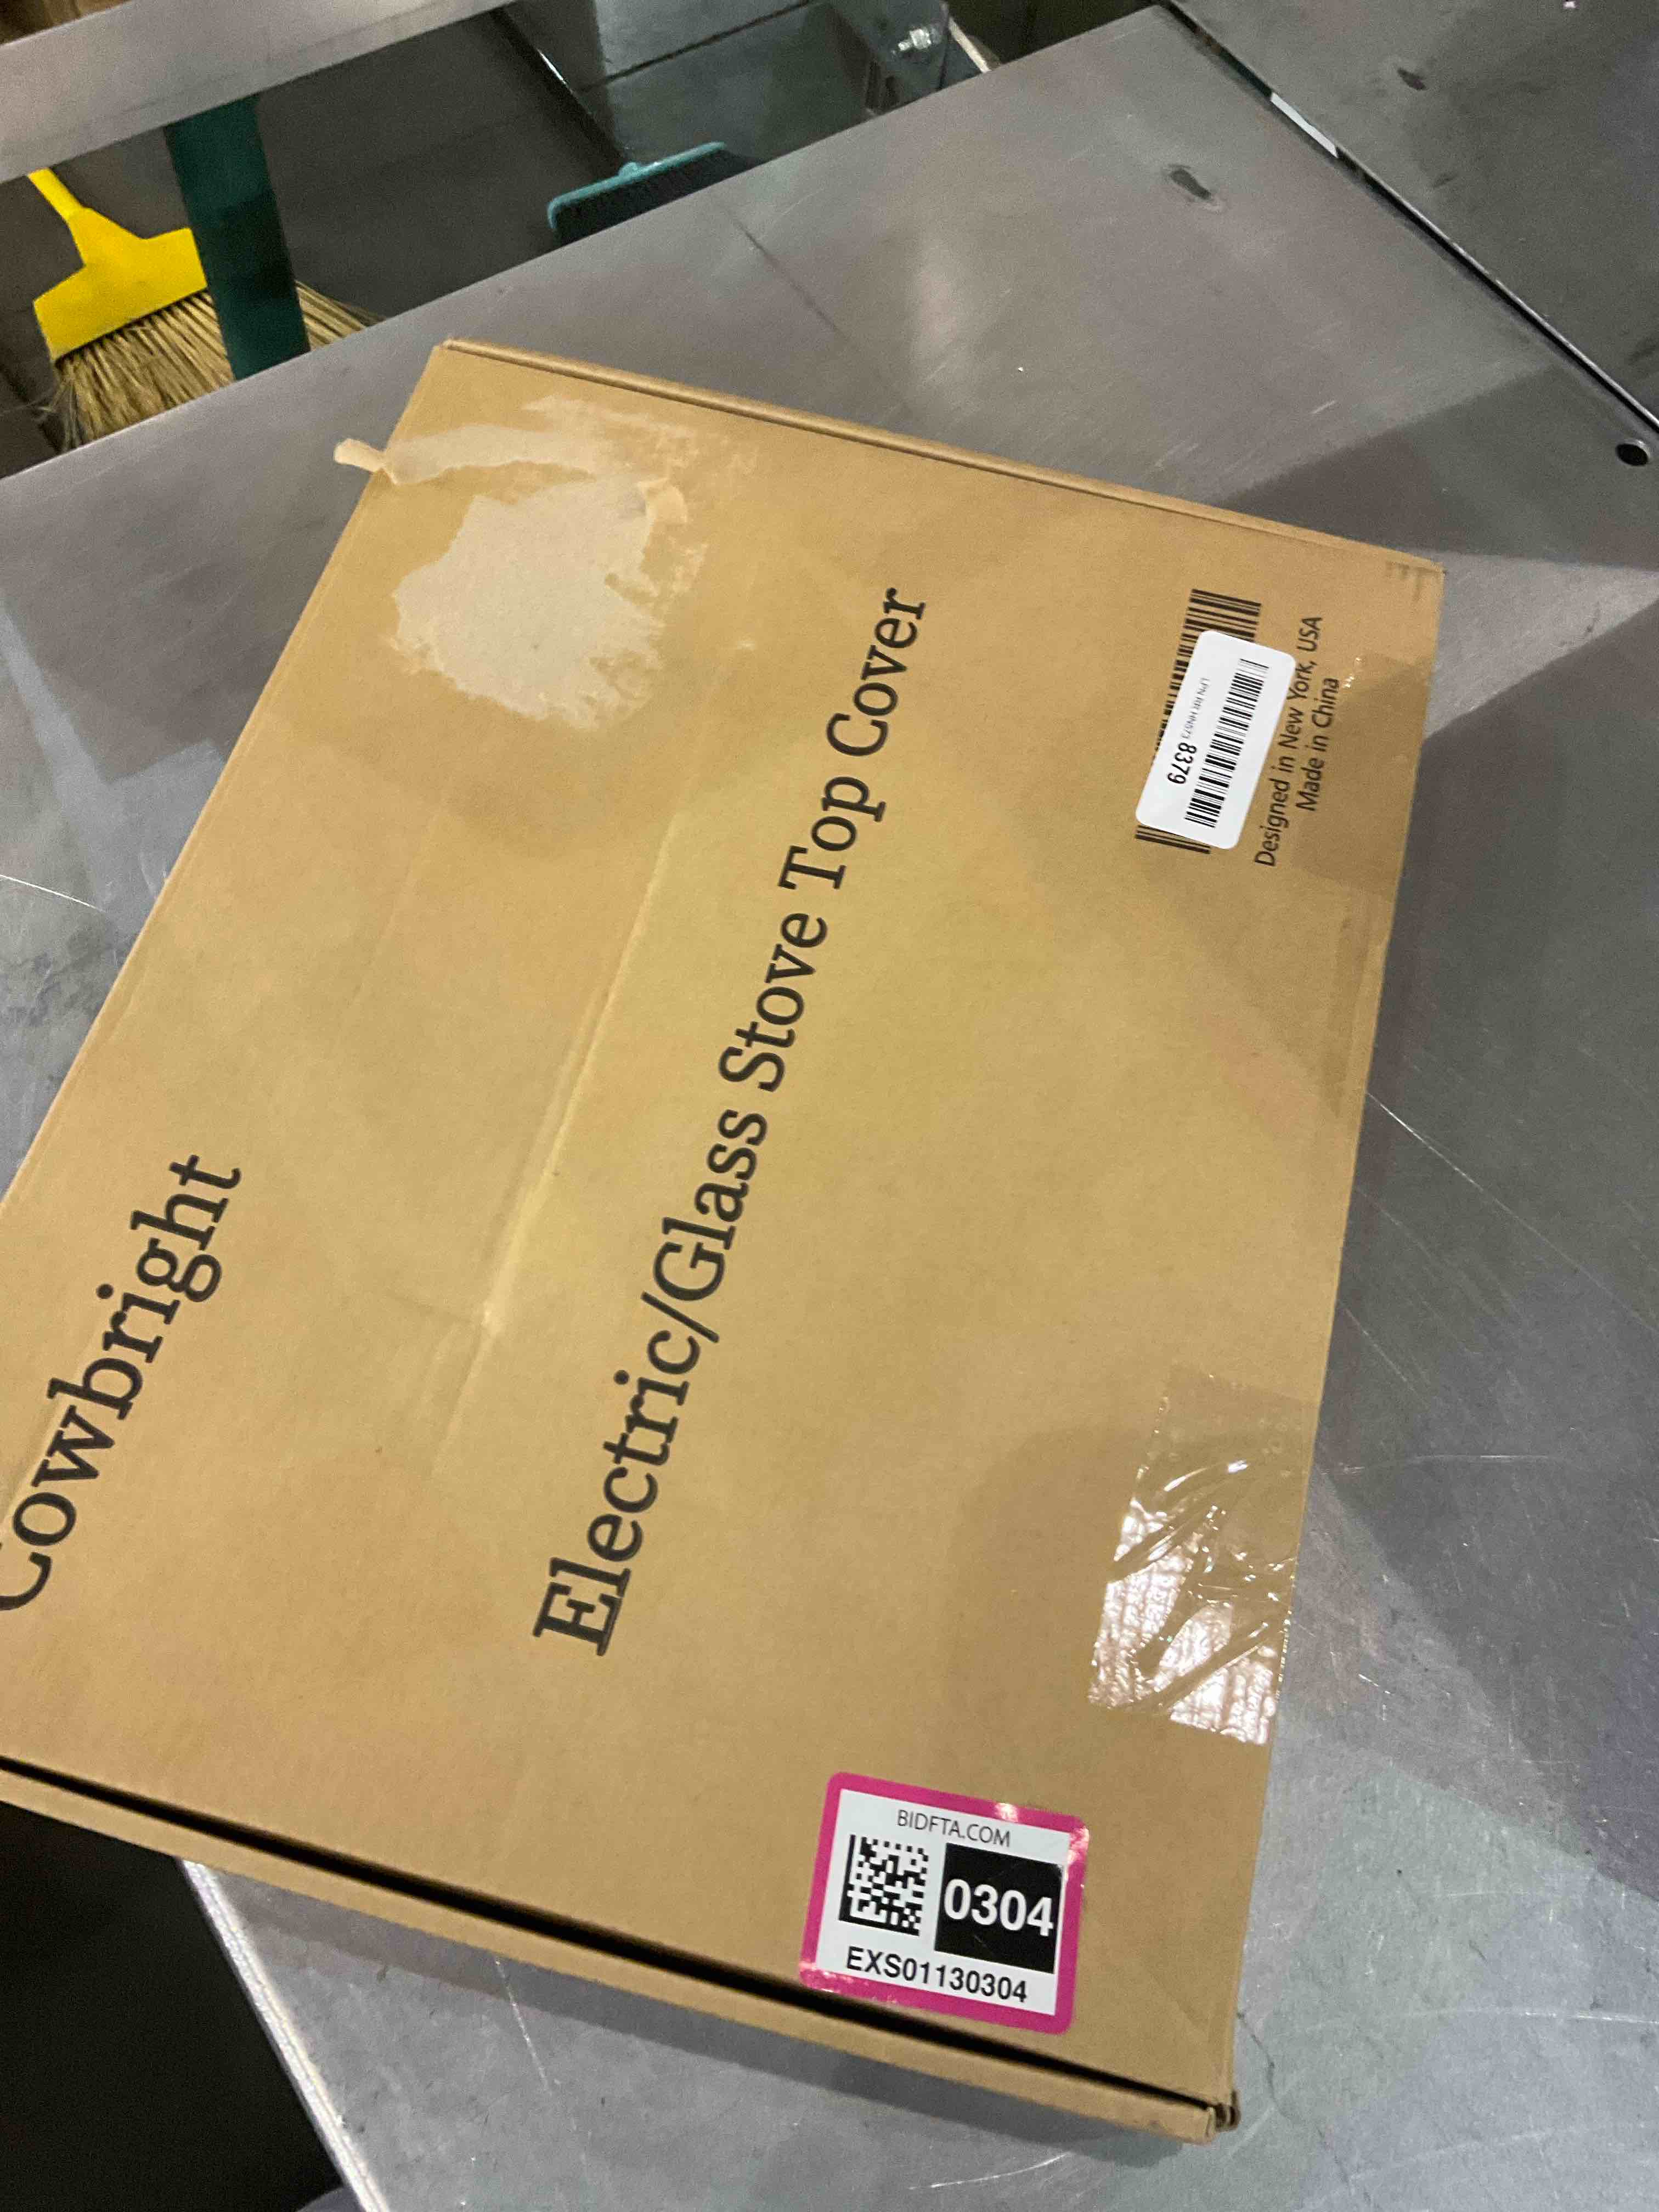 Cowbright
Electric/Glass Stove Top Cover
8379
Designed in New York, USA
Made in China
BIDFTA.COM
0304
EXS01130304